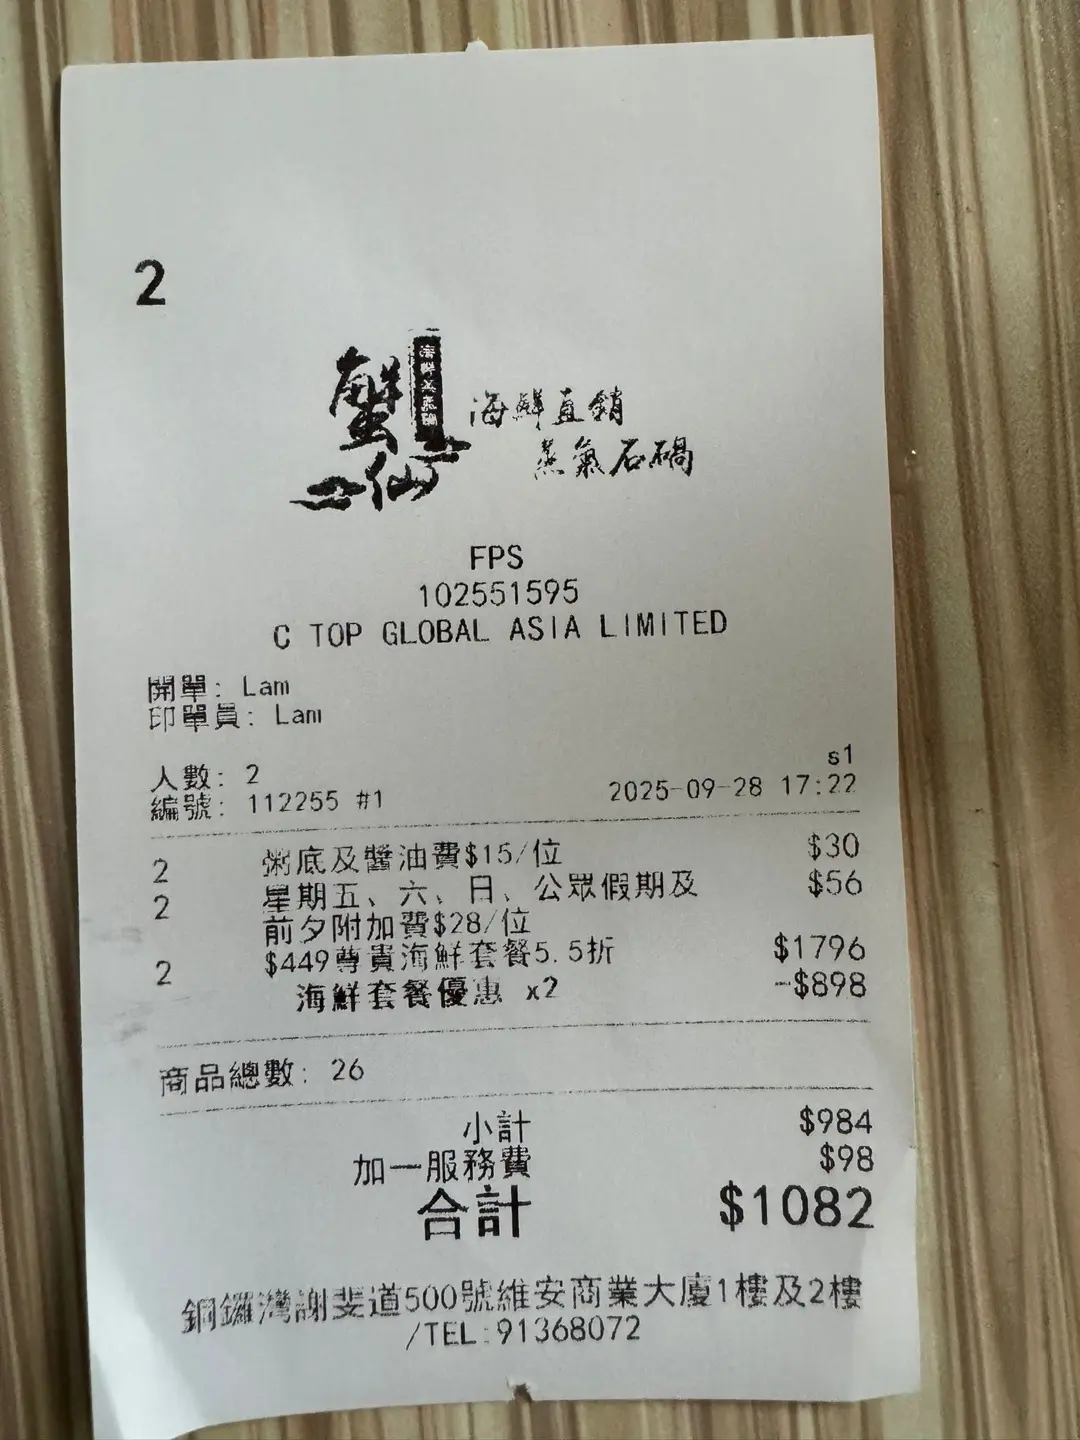 2
蟹仙
海鮮直銷
蒸氣石鍋
FPS
102551595
C TOP GLOBAL ASIA LIMITED
開單: Lam
印單員: Lam
s1
人數: 2
編號: 112255 #1 2025-09-28 17:22
2 粥底及醬油費$15/位 $30
2 星期五、六、日、公眾假期及 $56
前夕附加費$28/位
2 $449尊貴海鮮套餐5.5折 $1796
海鮮套餐優惠 x2 -$898
商品總數: 26
小計 $984
加一服務費 $98
合計 $1082
銅鑼灣謝斐道500號維安商業大廈1樓及2樓
/TEL:91368072